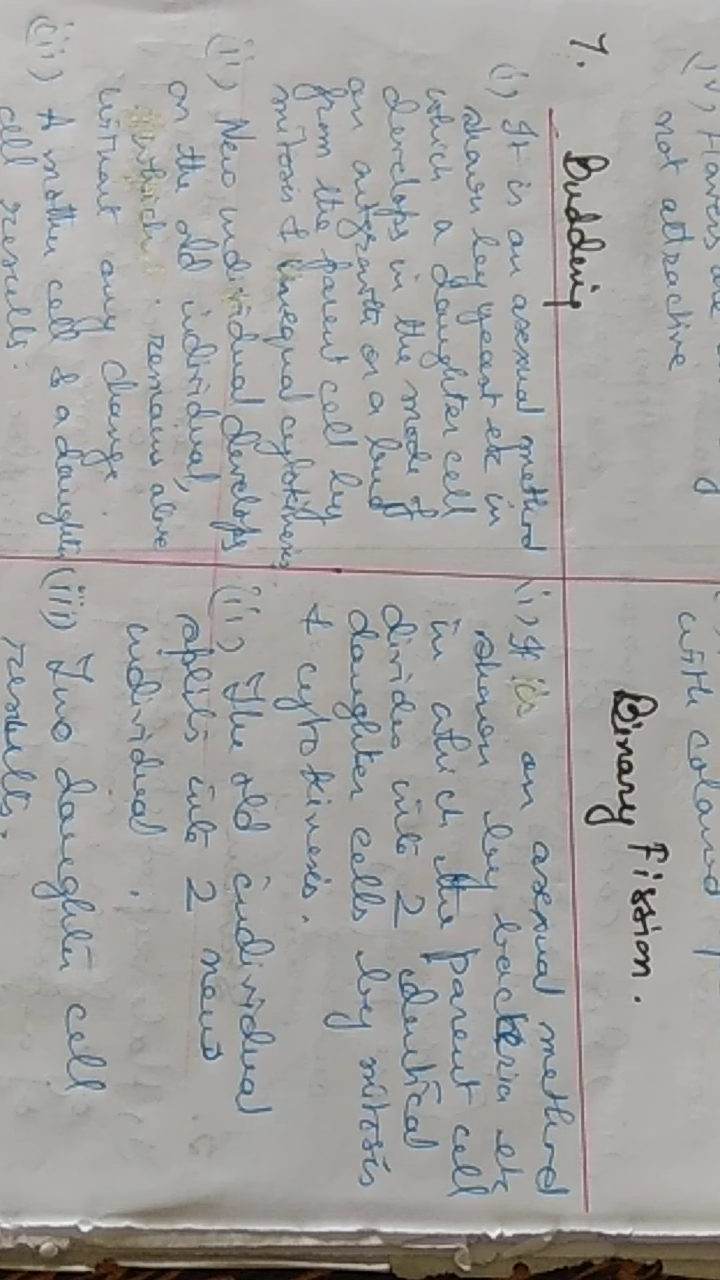 not attractive
with
7.
Budding
Binary Fission.
(i) It is an asexual method
shown by yeast etc in
which a daughter cell
develops in the mode of
an outgrowth or a bud
from the parent cell by
mitosis & unequal cytokinesis
(ii) New individual develops
on the old individual,
which remains alive
without any change
(iii) A mother cell & a daughter
cell results.
(i) It is an asexual method
shown by bacteria etc
in which the parent cell
divides into 2 identical
daughter cells by mitosis
& cytokinesis.
(ii) The old individual
splits into 2 new
individual.
(iii) Two daughter cell
results.